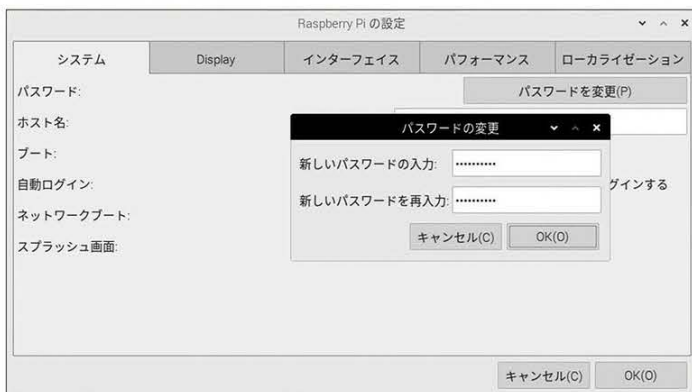 Raspberry Pi の設定
システム
Display
インターフェイス
パフォーマンス
ローカライゼーション
パスワード:
パスワードを変更(P)
ホスト名:
パスワードの変更
ブート:
新しいパスワードの入力: ••••••••••
自動ログイン:
グインする
新しいパスワードを再入力: ••••••••••
ネットワークブート:
キャンセル(C)
OK(O)
スプラッシュ画面:
キャンセル(C)
OK(O)